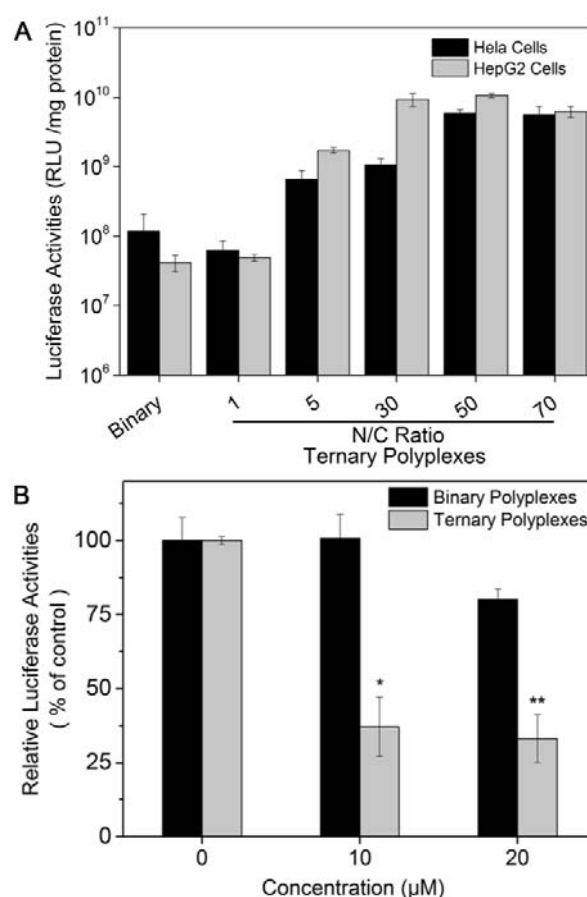 A
Luciferase Activities (RLU /mg protein)
10^11
10^10
10^9
10^8
10^7
10^6
Hela Cells
HepG2 Cells
Binary 1 5 30 50 70
N/C Ratio
Ternary Polyplexes
B
Relative Luciferase Activities
( % of control)
100
75
50
25
0
Binary Polyplexes
Ternary Polyplexes
*
**
0 10 20
Concentration (µM)